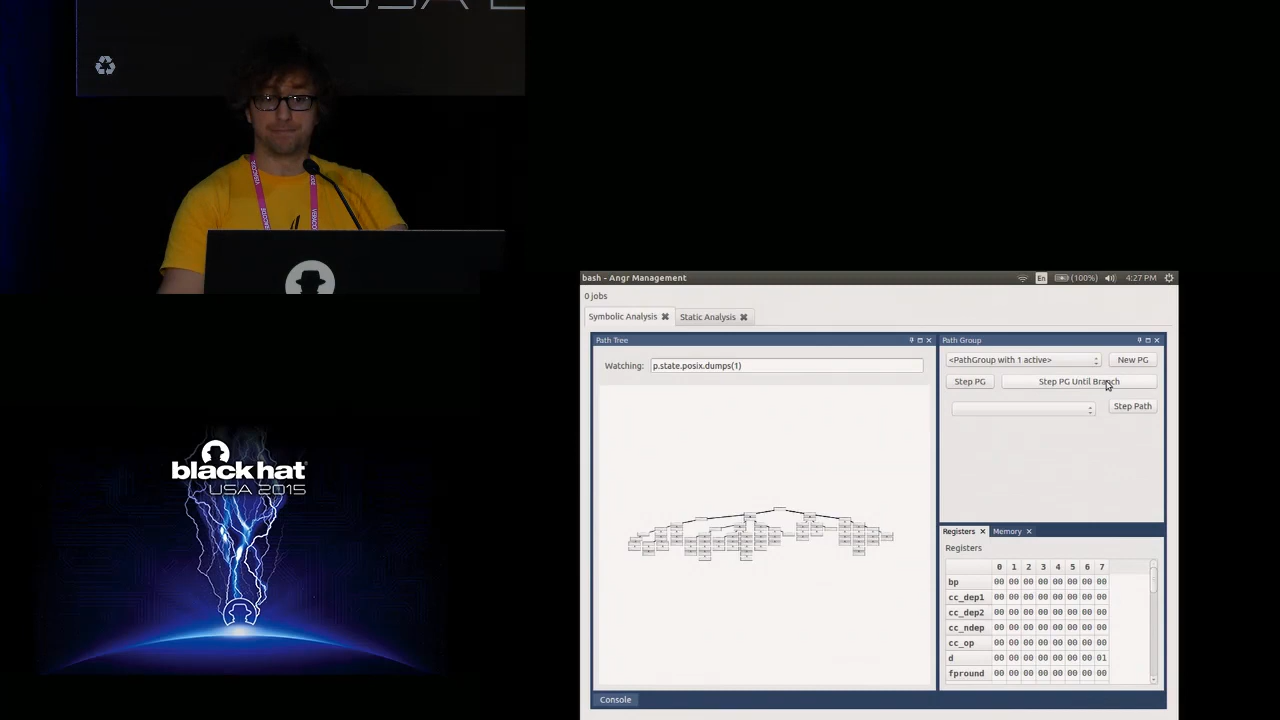 USA 2
bash - Angr Management
En
(100%)
4:27 PM
0 jobs
Symbolic Analysis
Static Analysis
Path Tree
Path Group
Watching:
p.state.posix.dumps(1)
<PathGroup with 1 active>
New PG
Step PG
Step PG Until Branch
Step Path
black hat
USA 2015
Registers
Memory
Registers
0 1 2 3 4 5 6 7
bp 00 00 00 00 00 00 00 00
cc_dep1 00 00 00 00 00 00 00 00
cc_dep2 00 00 00 00 00 00 00 00
cc_ndep 00 00 00 00 00 00 00 00
cc_op 00 00 00 00 00 00 00 00
d 00 00 00 00 00 00 00 01
fpround 00 00 00 00 00 00 00 00
Console